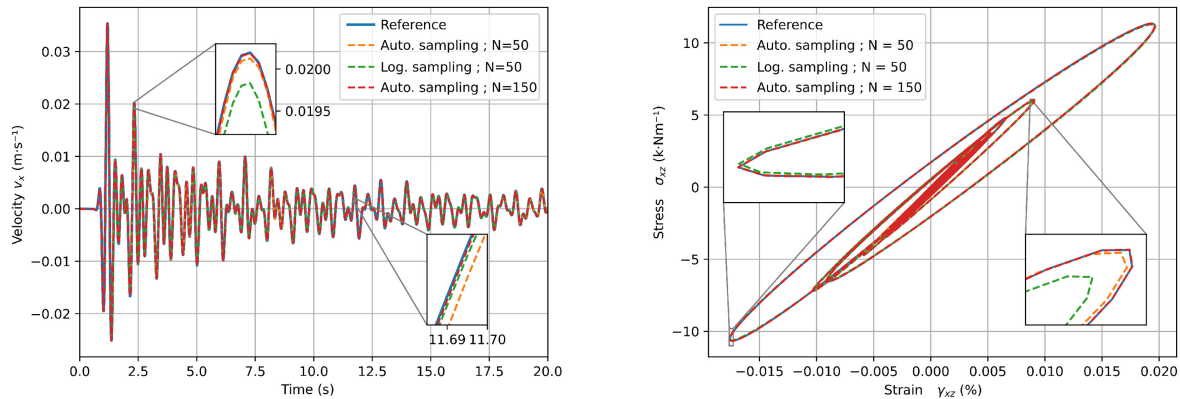 Reference
Auto. sampling ; N=50
Log. sampling ; N=50
Auto. sampling ; N=150
0.03
0.02
0.01
0.00
−0.01
−0.02
Velocity vₓ (m·s⁻¹)
0.0200
0.0195
11.69 11.70
0.0 2.5 5.0 7.5 10.0 12.5 15.0 17.5 20.0
Time (s)
Reference
Auto. sampling ; N = 50
Log. sampling ; N = 50
Auto. sampling ; N = 150
10
5
0
−5
−10
Stress σxz (k·Nm⁻¹)
−0.015 −0.010 −0.005 0.000 0.005 0.010 0.015 0.020
Strain γxz (%)